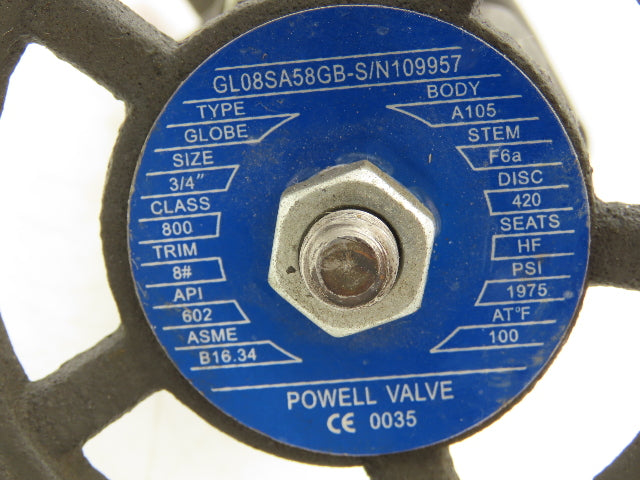 GL08SA58GB-S/N109957
TYPE
GLOBE
SIZE
3/4"
CLASS
800
TRIM
8#
API
602
ASME
B16.34
BODY
A105
STEM
F6a
DISC
420
SEATS
HF
PSI
1975
AT°F
100
POWELL VALVE
CE 0035